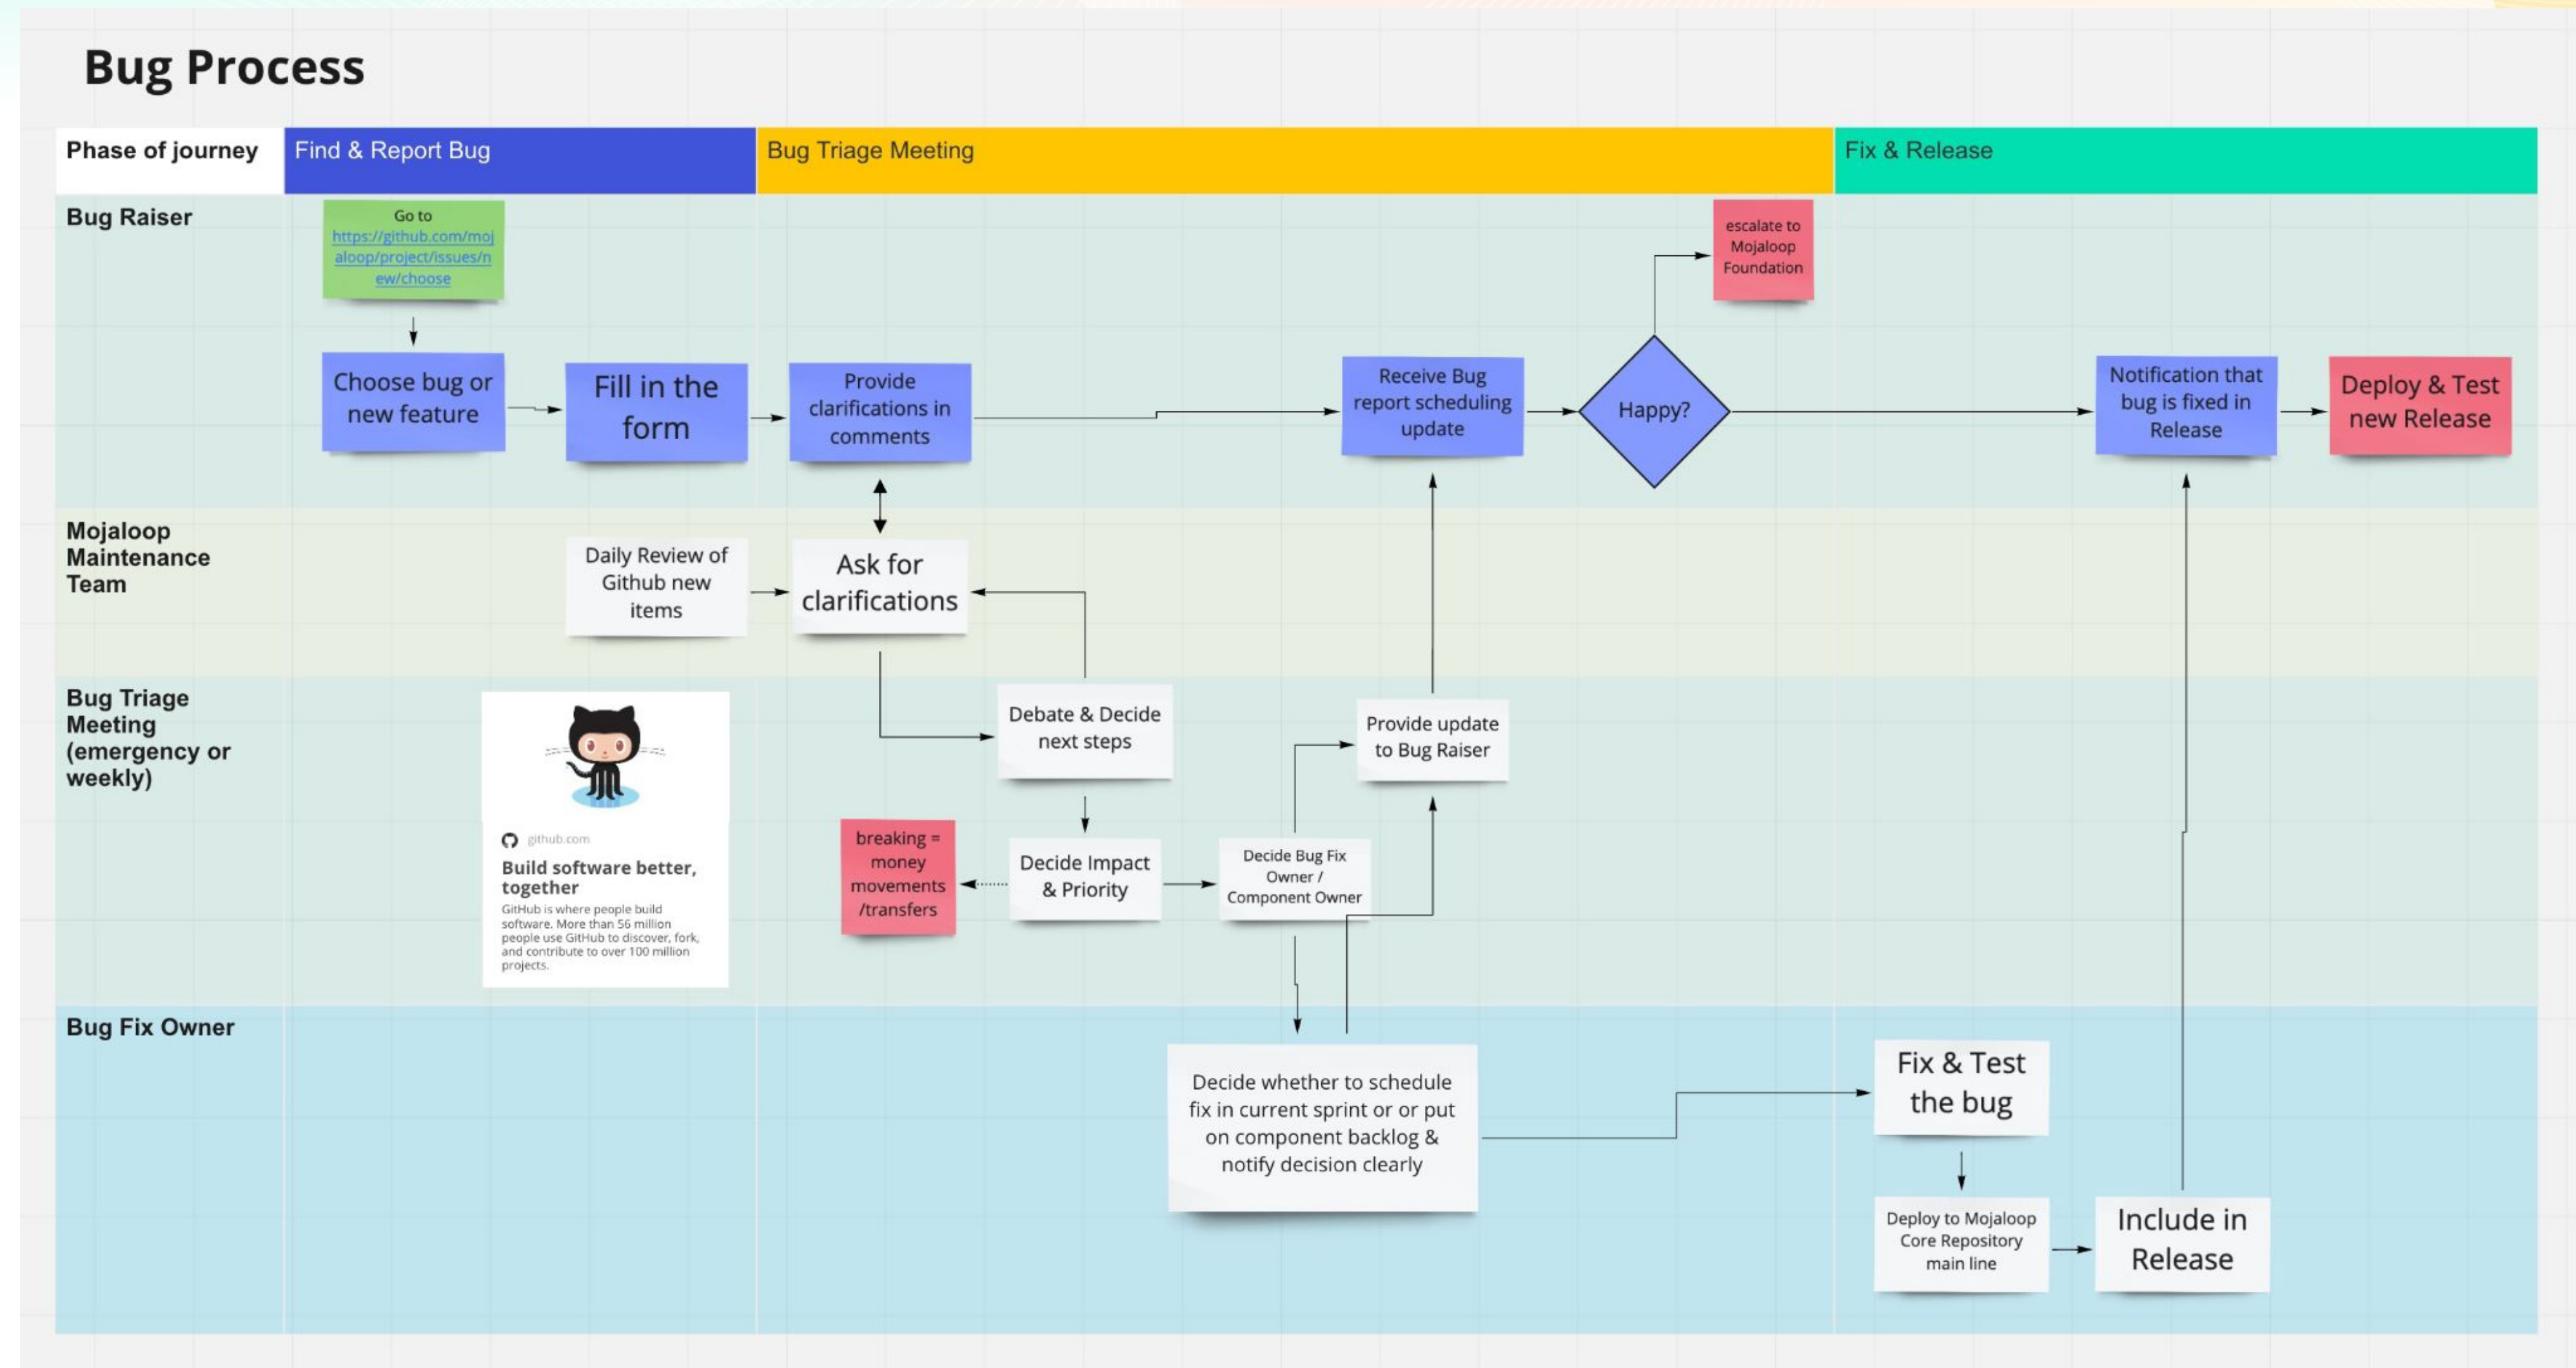 Bug Process
Phase of journey
Find & Report Bug
Bug Triage Meeting
Fix & Release
Bug Raiser
Go to
https://github.com/moj
aloop/project/issues/n
ew/choose
escalate to
Mojaloop
Foundation
Choose bug or
new feature
Fill in the
form
Provide
clarifications in
comments
Receive Bug
report scheduling
update
Happy?
Notification that
bug is fixed in
Release
Deploy & Test
new Release
Mojaloop
Maintenance
Team
Daily Review of
Github new
items
Ask for
clarifications
Bug Triage
Meeting
(emergency or
weekly)
github.com
Build software better,
together
GitHub is where people build
software. More than 56 million
people use GitHub to discover, fork,
and contribute to over 100 million
projects.
Debate & Decide
next steps
Provide update
to Bug Raiser
breaking =
money
movements
/transfers
Decide Impact
& Priority
Decide Bug Fix
Owner /
Component Owner
Bug Fix Owner
Decide whether to schedule
fix in current sprint or or put
on component backlog &
notify decision clearly
Fix & Test
the bug
Deploy to Mojaloop
Core Repository
main line
Include in
Release